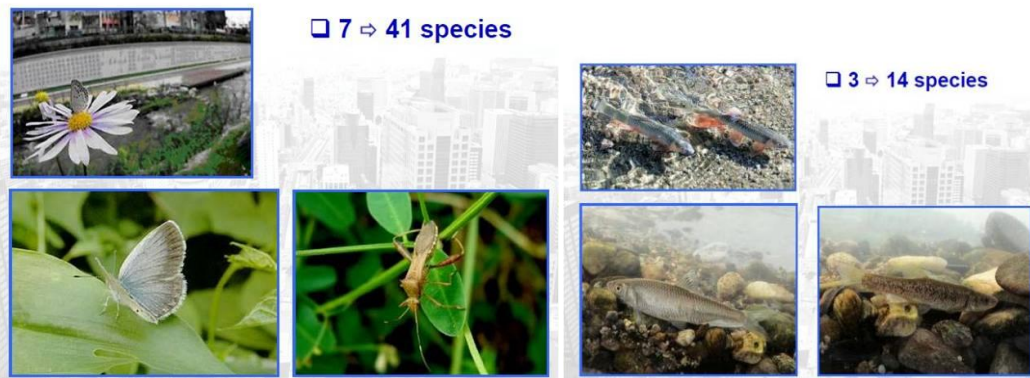 ❑ 7 ⇨ 41 species
❑ 3 ⇨ 14 species